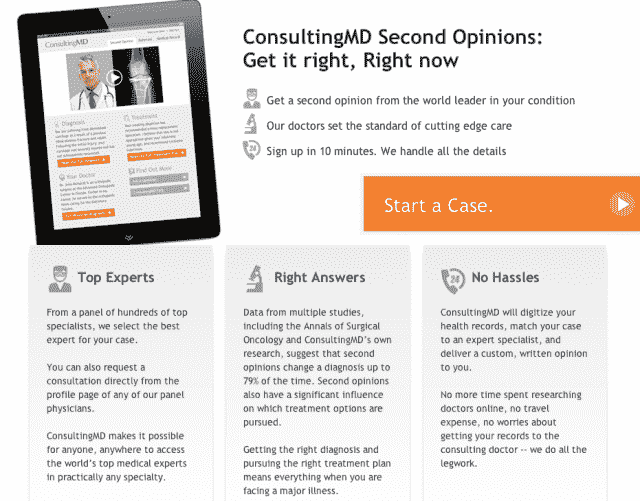 ConsultingMD Second Opinions:
Get it right, Right now
Get a second opinion from the world leader in your condition
Our doctors set the standard of cutting edge care
Sign up in 10 minutes. We handle all the details
Start a Case.
ConsultingMD
Diagnosis
Treatment
Your Doctor
Find Out More
Top Experts
From a panel of hundreds of top
specialists, we select the best
expert for your case.
You can also request a
consultation directly from the
profile page of any of our panel
physicians.
ConsultingMD makes it possible
for anyone, anywhere to access
the world's top medical experts
in practically any specialty.
Right Answers
Data from multiple studies,
including the Annals of Surgical
Oncology and ConsultingMD's own
research, suggest that second
opinions change a diagnosis up to
79% of the time. Second opinions
also have a significant influence
on which treatment options are
pursued.
Getting the right diagnosis and
pursuing the right treatment plan
means everything when you are
facing a major illness.
24
No Hassles
ConsultingMD will digitize your
health records, match your case
to an expert specialist, and
deliver a custom, written opinion
to you.
No more time spent researching
doctors online, no travel
expense, no worries about
getting your records to the
consulting doctor -- we do all the
legwork.